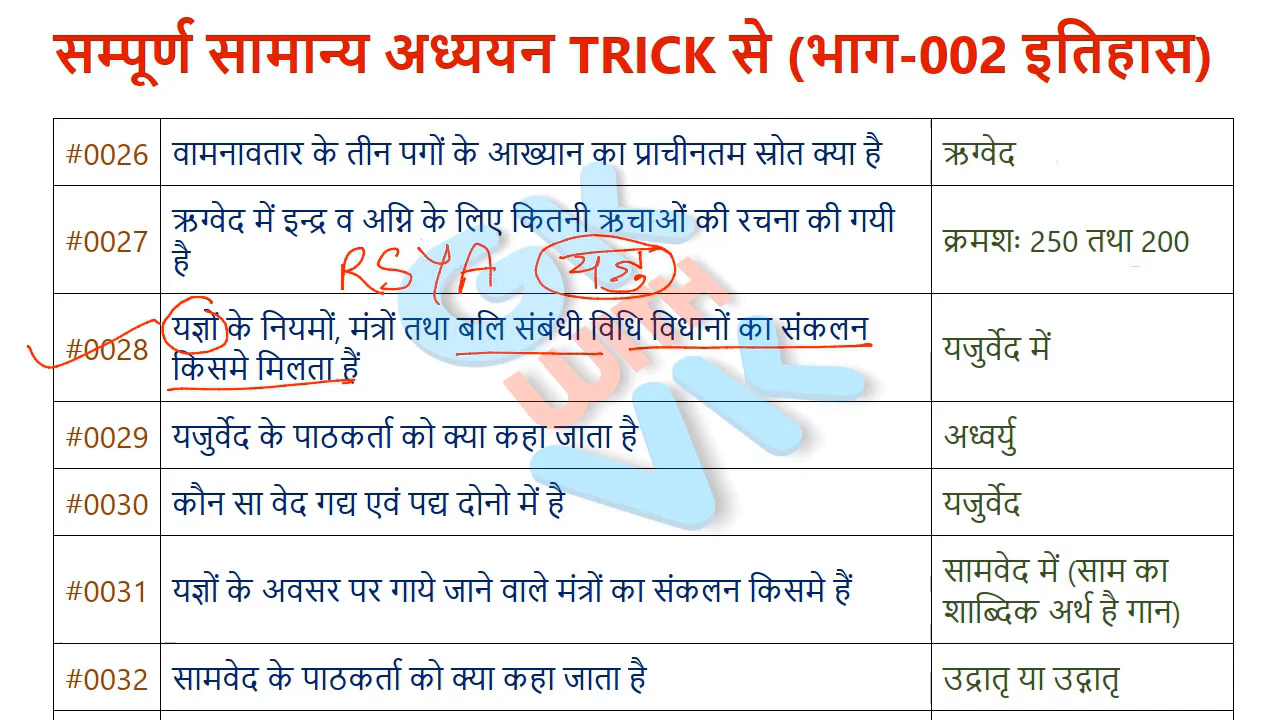 सम्पूर्ण सामान्य अध्ययन TRICK से (भाग-002 इतिहास)
#0026 वामनावतार के तीन पगों के आख्यान का प्राचीनतम स्रोत क्या है ऋग्वेद
#0027 ऋग्वेद में इन्द्र व अग्नि के लिए कितनी ऋचाओं की रचना की गयी
है
क्रमशः 250 तथा 200
RSYA यजु
#0028 यज्ञों के नियमों, मंत्रों तथा बलि संबंधी विधि विधानों का संकलन
किसमे मिलता हैं
यजुर्वेद में
#0029 यजुर्वेद के पाठकर्ता को क्या कहा जाता है अध्वर्यु
#0030 कौन सा वेद गद्य एवं पद्य दोनो में है यजुर्वेद
#0031 यज्ञों के अवसर पर गाये जाने वाले मंत्रों का संकलन किसमे हैं
सामवेद में (साम का
शाब्दिक अर्थ है गान)
#0032 सामवेद के पाठकर्ता को क्या कहा जाता है उद्रातृ या उद्गातृ
GK
WITH
VK